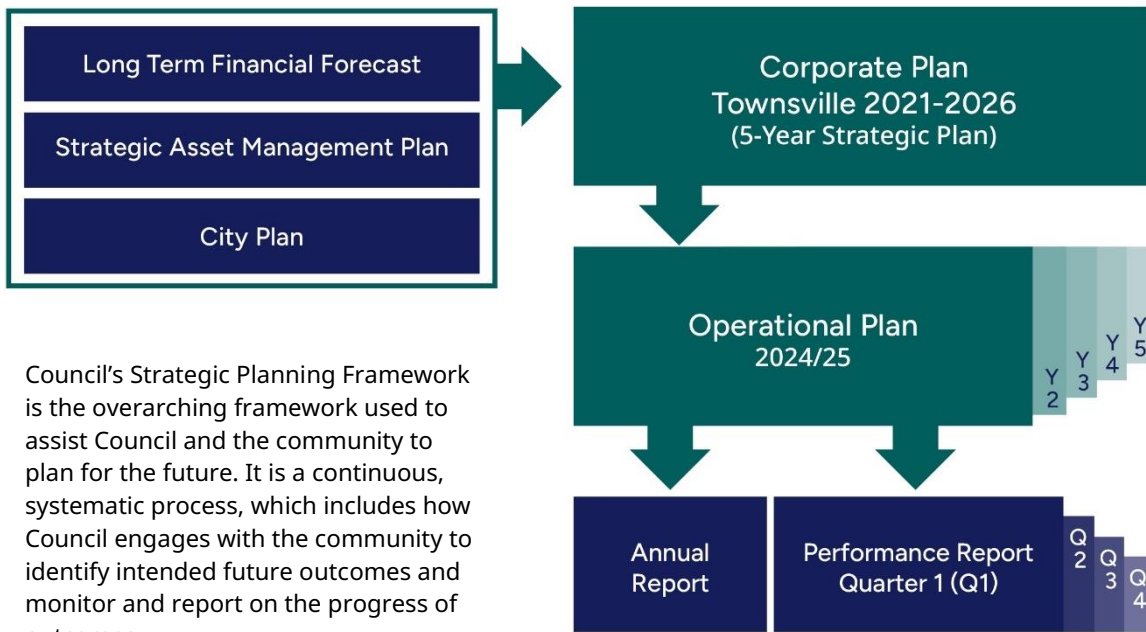 Long Term Financial Forecast
Strategic Asset Management Plan
City Plan
Corporate Plan
Townsville 2021-2026
(5-Year Strategic Plan)
Operational Plan
2024/25
Y
2
Y
3
Y
4
Y
5
Council's Strategic Planning Framework
is the overarching framework used to
assist Council and the community to
plan for the future. It is a continuous,
systematic process, which includes how
Council engages with the community to
identify intended future outcomes and
monitor and report on the progress of
Annual
Report
Performance Report
Quarter 1 (Q1)
Q
2
Q
3
Q
4